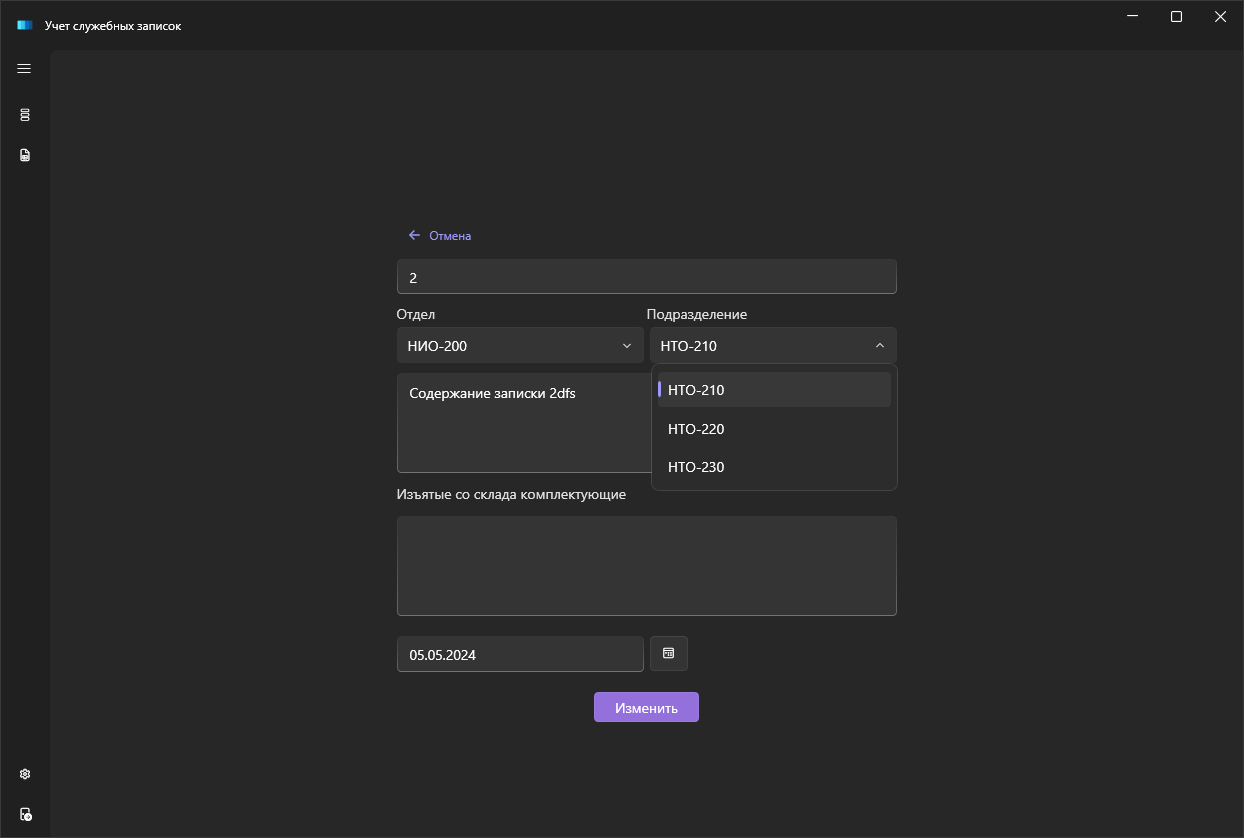 Учет служебных записок
Отмена
2
Отдел
Подразделение
НИО-200
НТО-210
Содержание записки 2dfs
НТО-210
НТО-220
НТО-230
Изъятые со склада комплектующие
05.05.2024
Изменить